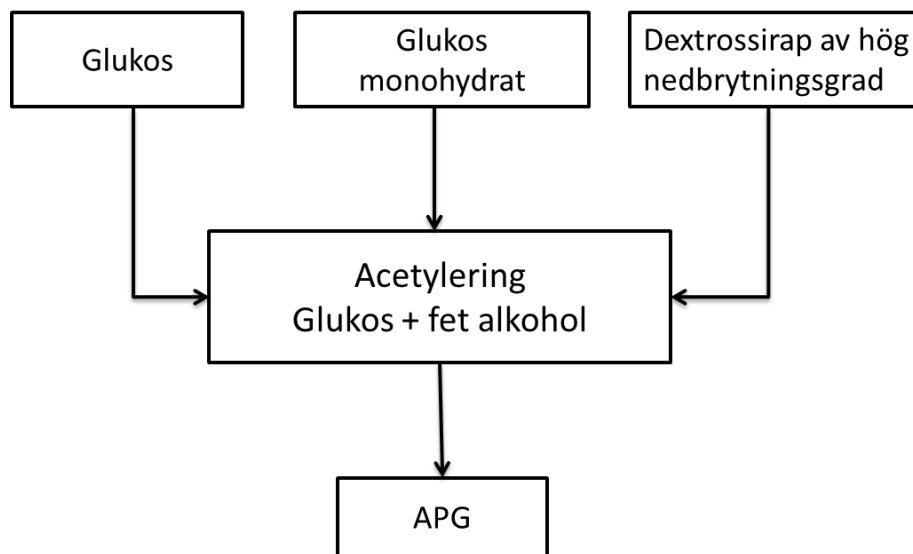 Glukos
Glukos
monohydrat
Dextrossirap av hög
nedbrytningsgrad
Acetylering
Glukos + fet alkohol
APG